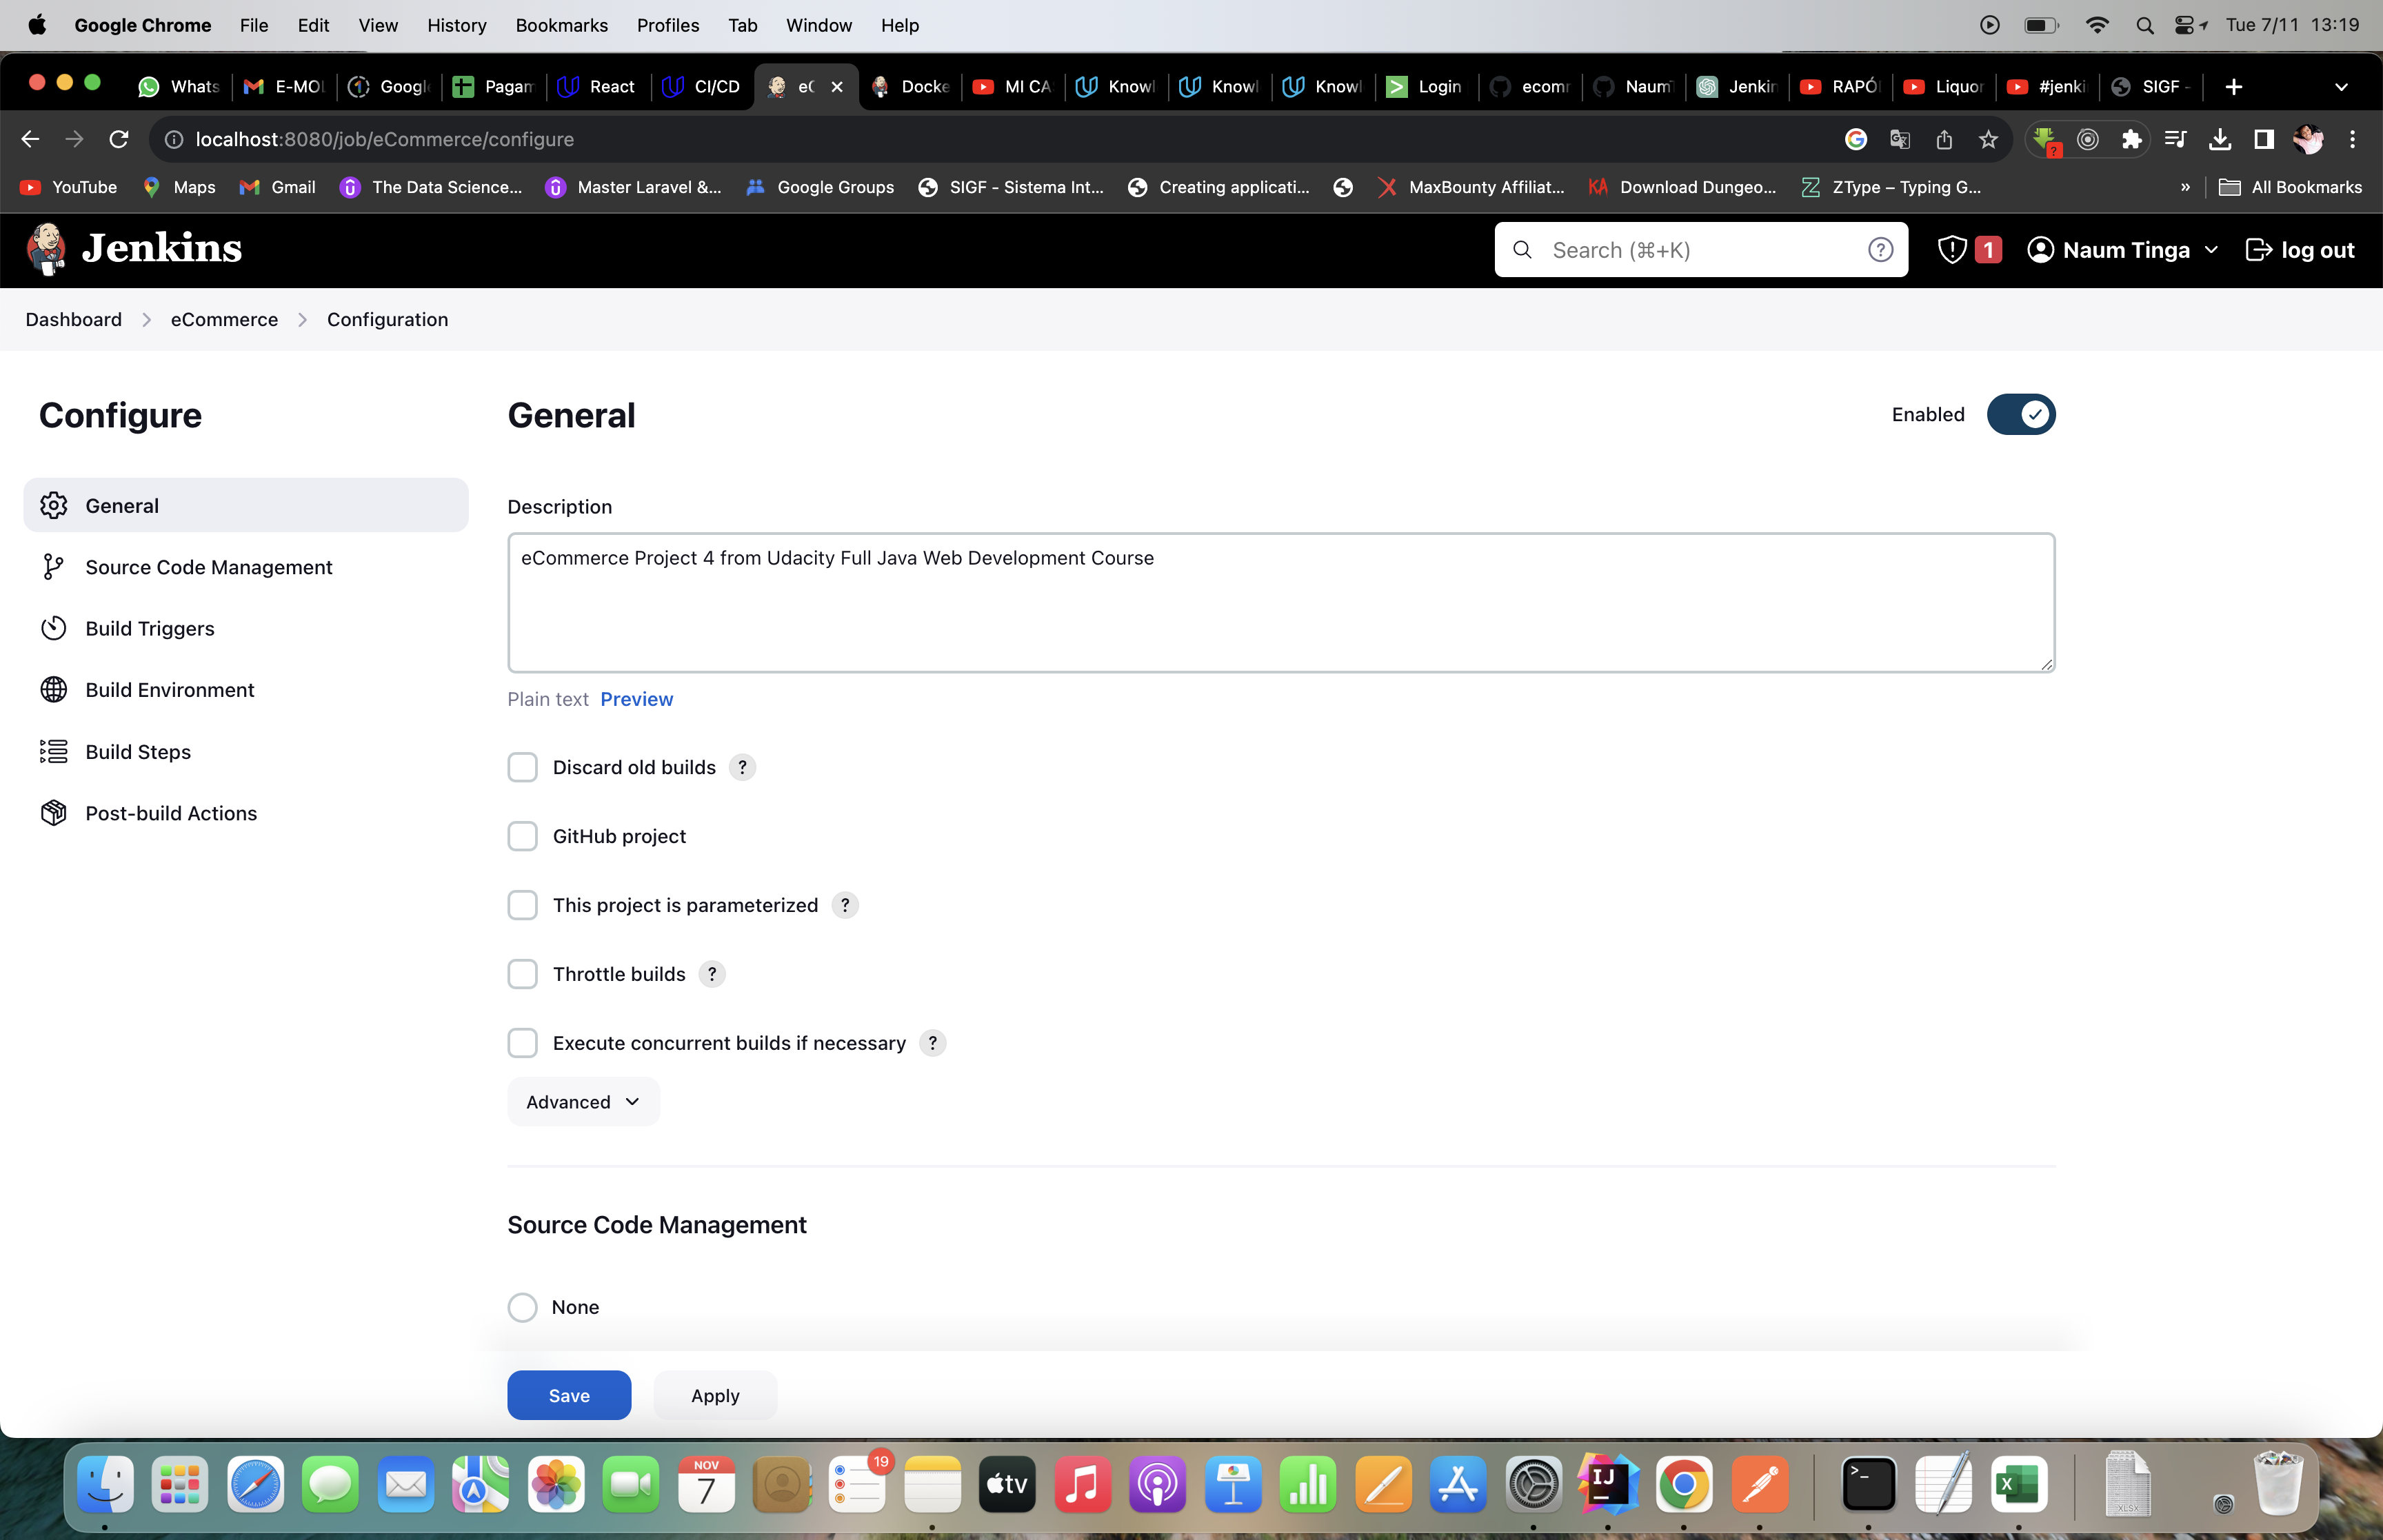 Google Chrome File Edit View History Bookmarks Profiles Tab Window Help Tue 7/11 13:19
Whats E-MOL Googl Pagam React CI/CD eC Docke MI CA Knowl Knowl Knowl Login ecomr NaumT Jenkin RAPÓ Liquor #jenki SIGF -
localhost:8080/job/eCommerce/configure
YouTube Maps Gmail The Data Science... Master Laravel &... Google Groups SIGF - Sistema Int... Creating applicati... MaxBounty Affiliat... Download Dungeo... ZType – Typing G... » All Bookmarks
Jenkins Search (⌘+K) 1 Naum Tinga log out
Dashboard eCommerce Configuration
Configure
General
Source Code Management
Build Triggers
Build Environment
Build Steps
Post-build Actions
General Enabled
Description
eCommerce Project 4 from Udacity Full Java Web Development Course
Plain text Preview
Discard old builds ?
GitHub project
This project is parameterized ?
Throttle builds ?
Execute concurrent builds if necessary ?
Advanced
Source Code Management
None
Save Apply
NOV
7
19
tv
IJ
X
XLSX